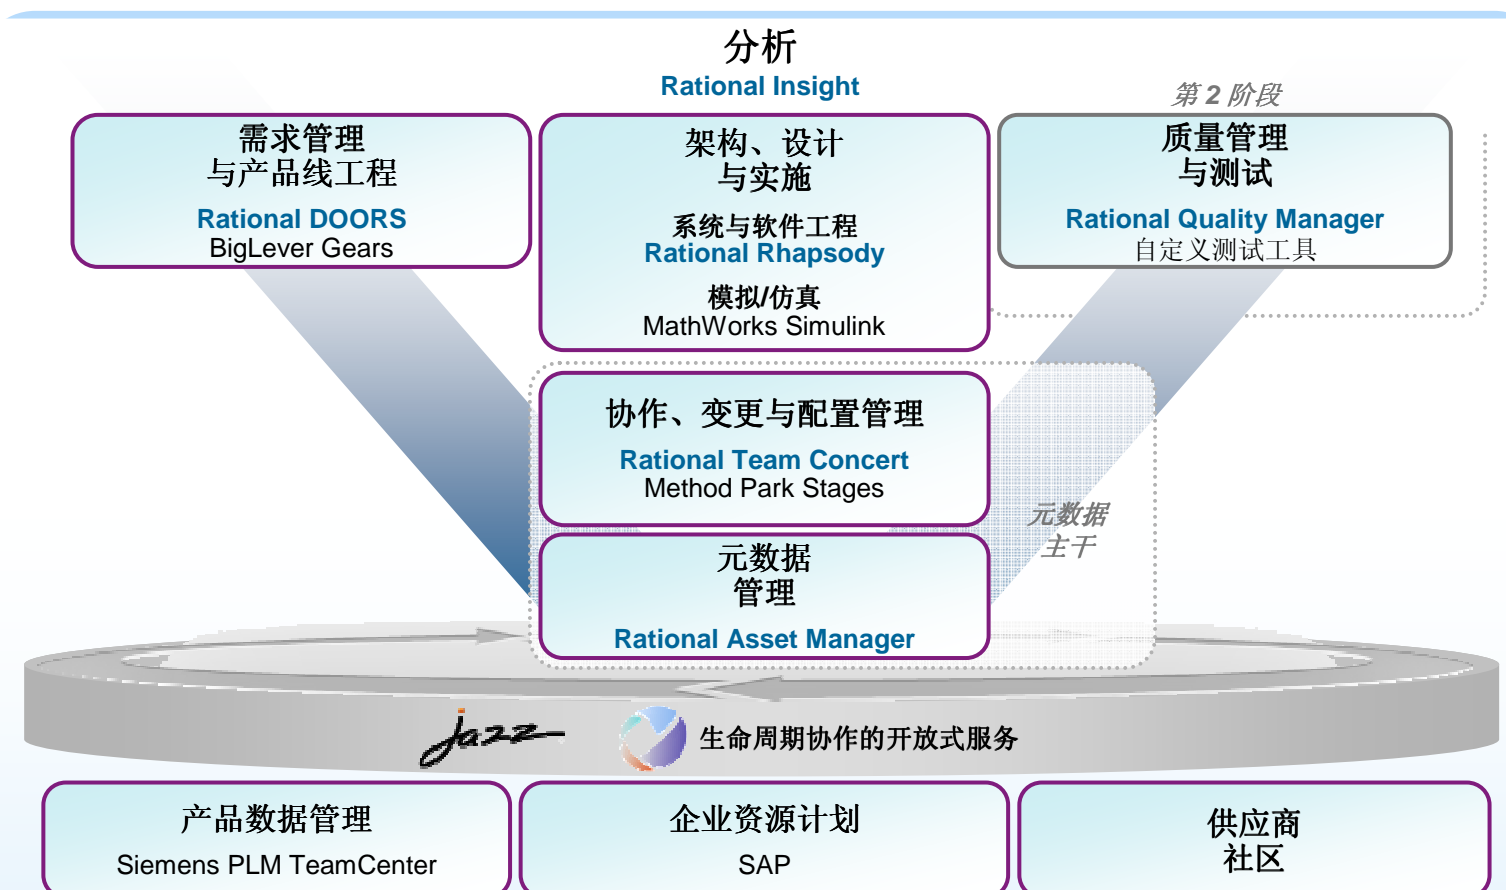 分析
Rational Insight
第 2 阶段
需求管理
与产品线工程
Rational DOORS
BigLever Gears
架构、设计
与实施
系统与软件工程
Rational Rhapsody
模拟/仿真
MathWorks Simulink
质量管理
与测试
Rational Quality Manager
自定义测试工具
协作、变更与配置管理
Rational Team Concert
Method Park Stages
元数据
主干
元数据
管理
Rational Asset Manager
jazz
生命周期协作的开放式服务
产品数据管理
Siemens PLM TeamCenter
企业资源计划
SAP
供应商
社区